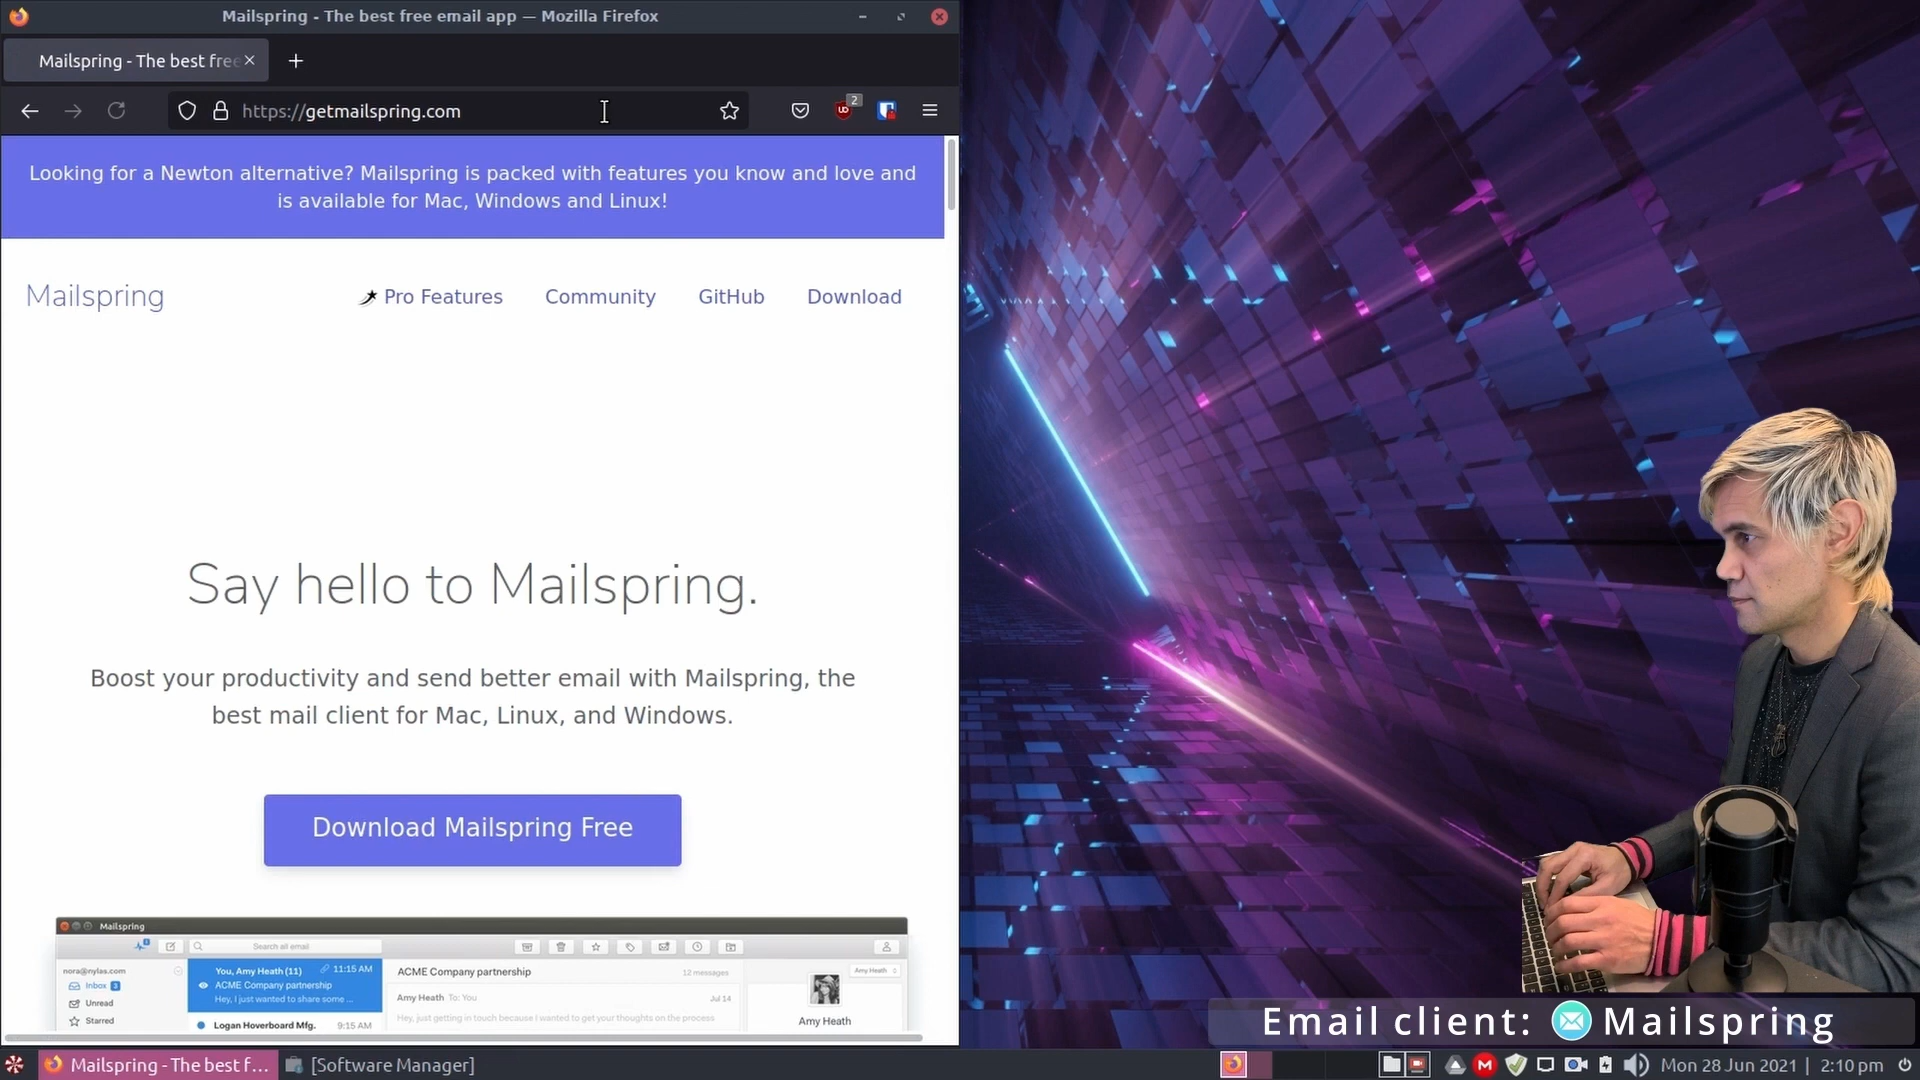 Mailspring - The best free email app — Mozilla Firefox
Mailspring - The best free
https://getmailspring.com
2
Looking for a Newton alternative? Mailspring is packed with features you know and love and
is available for Mac, Windows and Linux!
Mailspring
Pro Features
Community
GitHub
Download
Say hello to Mailspring.
Boost your productivity and send better email with Mailspring, the
best mail client for Mac, Linux, and Windows.
Download Mailspring Free
Mailspring
Search all email
nora@nylas.com
Inbox 3
Unread
Starred
You, Amy Heath (11) 11:15 AM
ACME Company partnership
Hey, I just wanted to share some ...
Logan Hoverboard Mfg. 9:15 AM
ACME Company partnership 12 messages
Amy Heath To: You Jul 14
Hey, just getting in touch because I wanted to get your thoughts on the process
Amy Heath
Amy Heath
Email client: Mailspring
Mailspring - The best f...
[Software Manager]
Mon 28 Jun 2021 | 2:10 pm